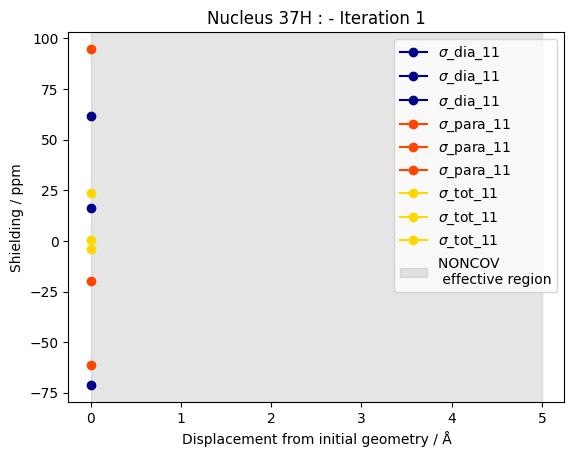 Nucleus 37H : - Iteration 1
Shielding / ppm
100
75
50
25
0
−25
−50
−75
0 1 2 3 4 5
Displacement from initial geometry / Å
σ_dia_11
σ_dia_11
σ_dia_11
σ_para_11
σ_para_11
σ_para_11
σ_tot_11
σ_tot_11
σ_tot_11
NONCOV
effective region